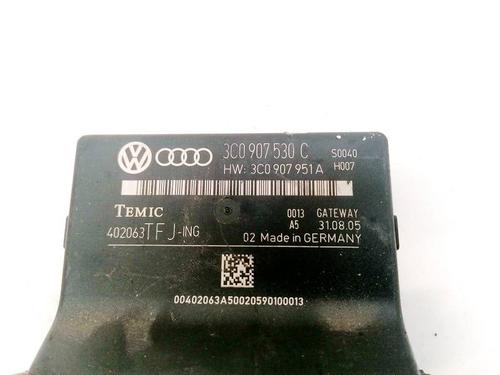 3C0 907 530 C S0040
HW: 3C0 907 951 A H007
TEMIC 0013 GATEWAY
402063TFJ-ING A5 31.08.05
02 Made in GERMANY
00402063A50020590100013